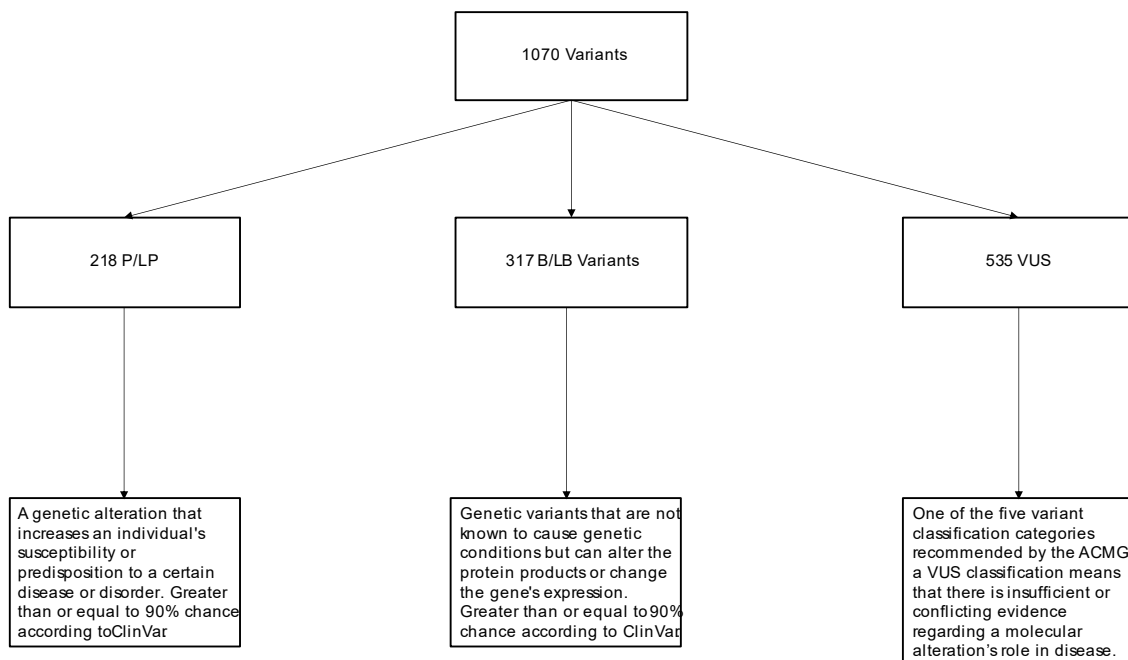 1070 Variants
218 P/LP
317 B/LB Variants
535 VUS
A genetic alteration that
increases an individual's
susceptibility or
predisposition to a certain
disease or disorder. Greater
than or equal to 90% chance
according to ClinVar.
Genetic variants that are not
known to cause genetic
conditions but can alter the
protein products or change
the gene's expression.
Greater than or equal to 90%
chance according to ClinVar.
One of the five variant
classification categories
recommended by the ACMG
a VUS classification means
that there is insufficient or
conflicting evidence
regarding a molecular
alteration’s role in disease.